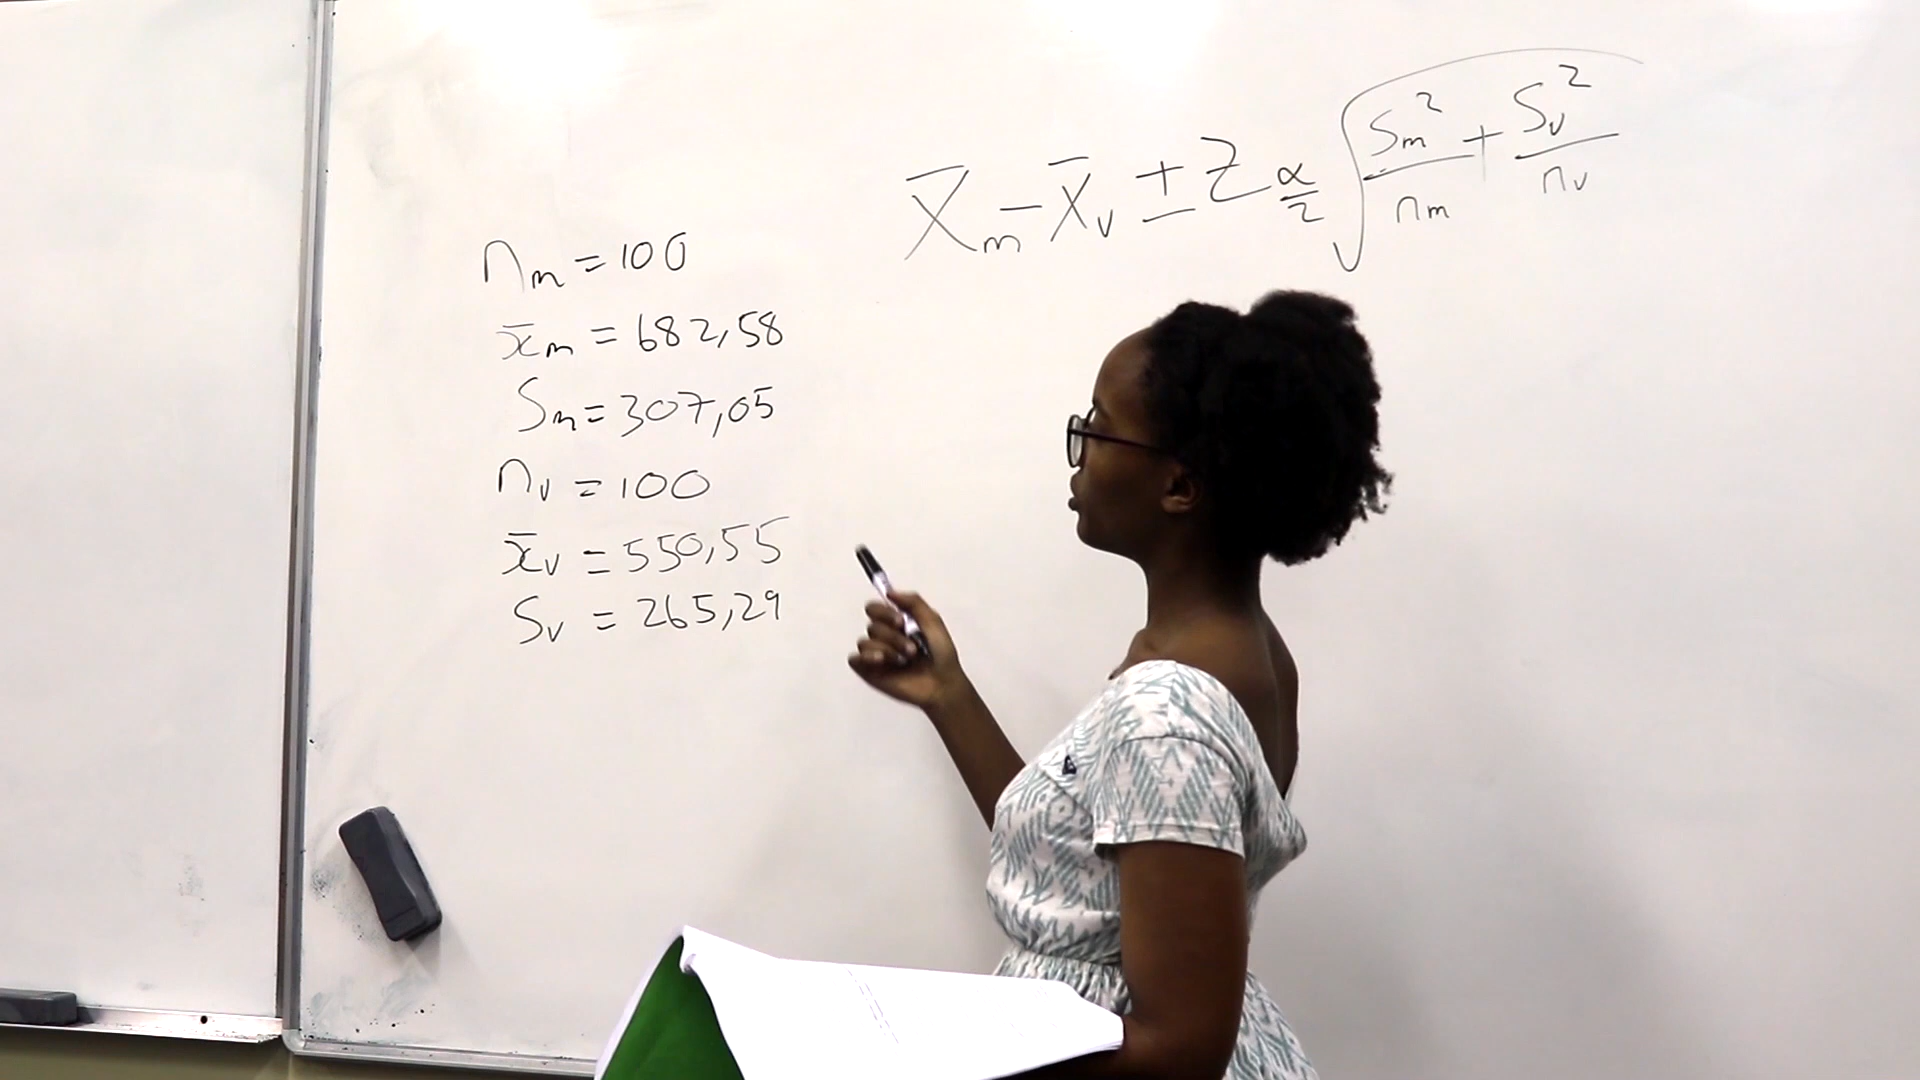 X̄m − X̄v ± Z α/2 √(Sm²/nm + Sv²/nv)
nm = 100
x̄m = 682,58
Sm = 307,05
nv = 100
x̄v = 550,55
Sv = 265,29